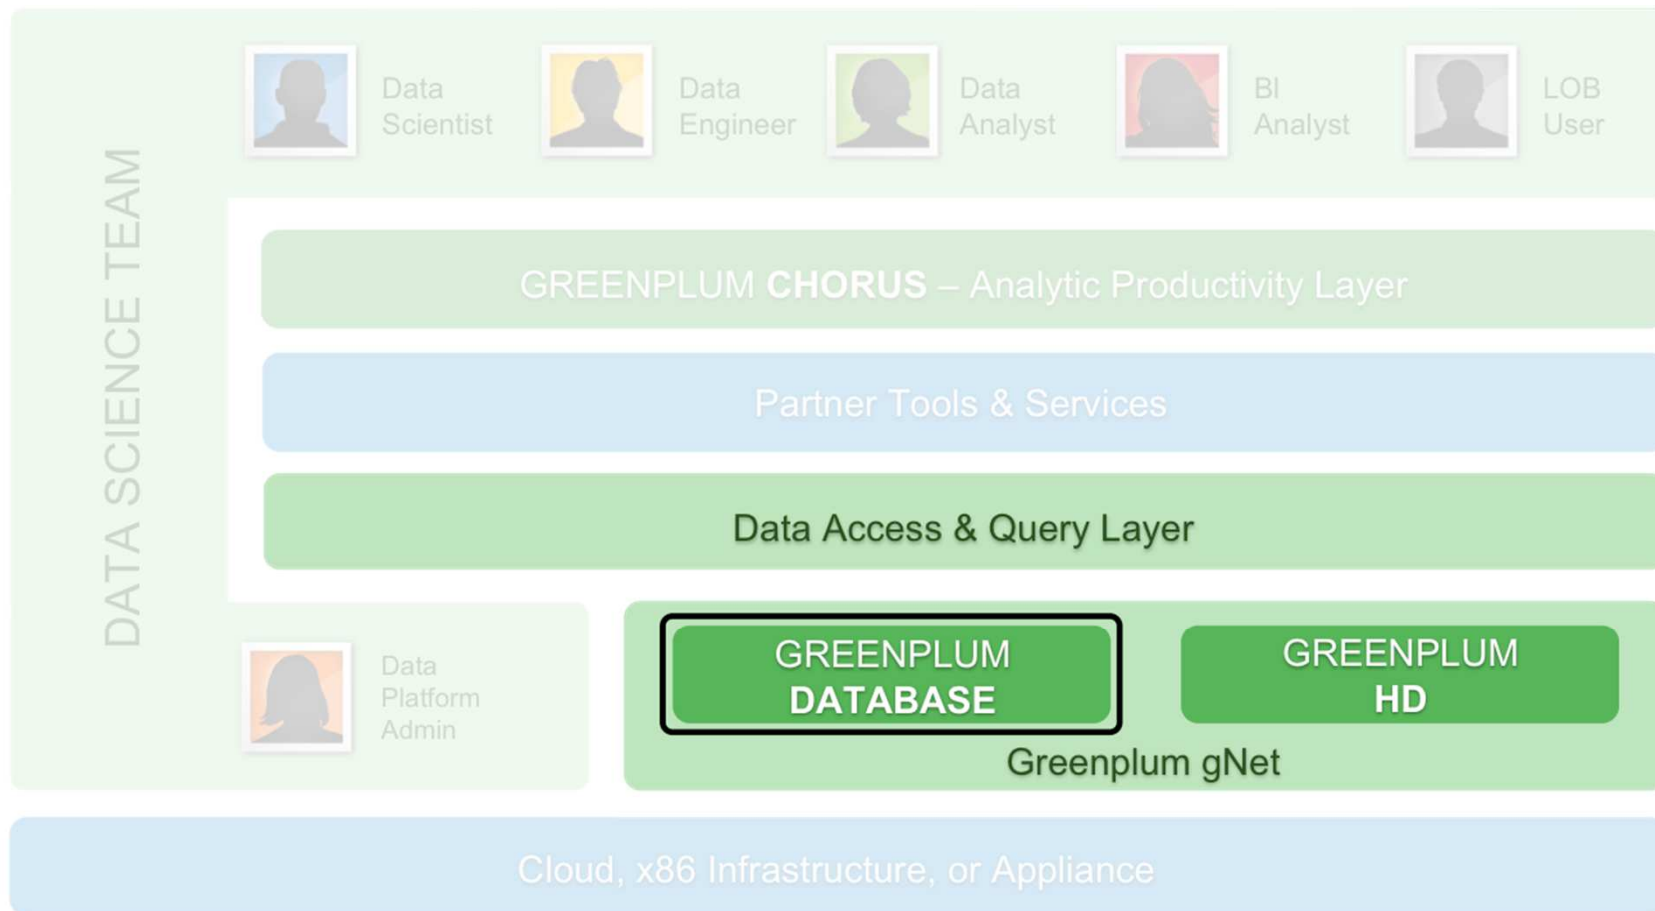 Data
Scientist
Data
Engineer
Data
Analyst
BI
Analyst
LOB
User
DATA SCIENCE TEAM
GREENPLUM CHORUS – Analytic Productivity Layer
Partner Tools & Services
Data Access & Query Layer
Data
Platform
Admin
GREENPLUM
DATABASE
GREENPLUM
HD
Greenplum gNet
Cloud, x86 Infrastructure, or Appliance